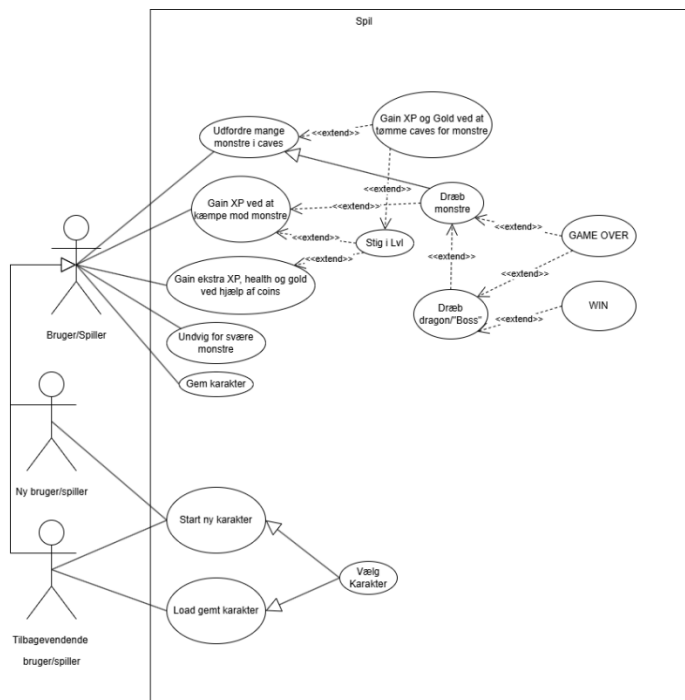 Spil
Udfordre mange
monstre i caves
<<extend>>
Gain XP og Gold ved at
tømme caves for monstre
<<extend>>
Gain XP ved at
kæmpe mod monstre
<<extend>>
Dræb
monstre
<<extend>>
Stig i Lvl
<<extend>>
GAME OVER
<<extend>>
Gain ekstra XP, health og gold
ved hjælp af coins
<<extend>>
<<extend>>
<<extend>>
Dræb
dragon/"Boss"
<<extend>>
WIN
Bruger/Spiller
Undvig for svære
monstre
Gem karakter
Ny bruger/spiller
Start ny karakter
Vælg
Karakter
Load gemt karakter
Tilbagevendende
bruger/spiller